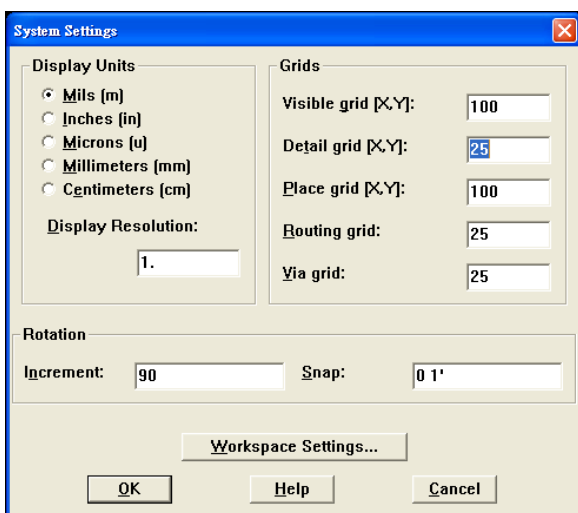 System Settings
Display Units
Mils (m)
Inches (in)
Microns (u)
Millimeters (mm)
Centimeters (cm)
Display Resolution:
1.
Grids
Visible grid [X,Y]: 100
Detail grid [X,Y]: 25
Place grid [X,Y]: 100
Routing grid: 25
Via grid: 25
Rotation
Increment: 90 Snap: 0 1'
Workspace Settings...
OK Help Cancel